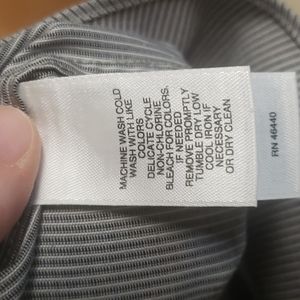 MACHINE WASH COLD
WASH WITH LIKE
COLORS
DELICATE CYCLE
NON-CHLORINE
BLEACH FOR COLORS,
IF NEEDED
REMOVE PROMPTLY
TUMBLE DRY LOW
COOL IRON IF
NECESSARY
OR DRY CLEAN
RN 46440